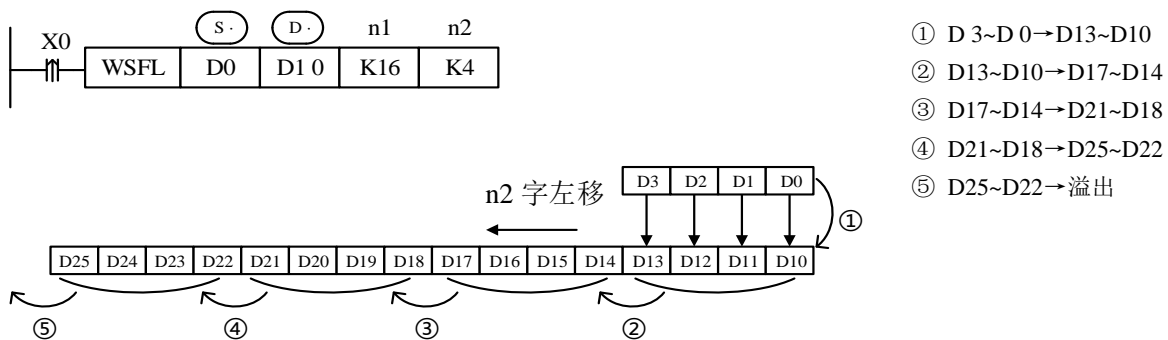 S · D · n1 n2
X0
WSFL D0 D1 0 K16 K4
① D 3~D 0→D13~D10
② D13~D10→D17~D14
③ D17~D14→D21~D18
④ D21~D18→D25~D22
⑤ D25~D22→溢出
n2 字左移
D3 D2 D1 D0
①
D25 D24 D23 D22 D21 D20 D19 D18 D17 D16 D15 D14 D13 D12 D11 D10
⑤ ④ ③ ②